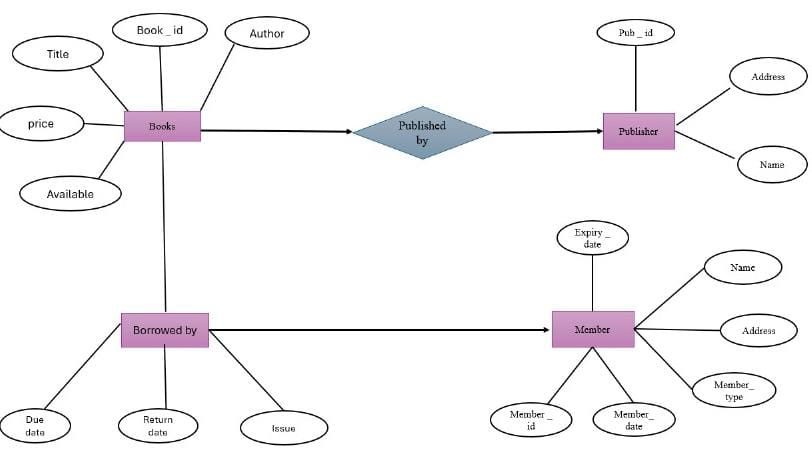 Book _ id
Author
Title
Pub _ id
Address
price
Books
Published
by
Publisher
Name
Available
Expiry _
date
Name
Borrowed by
Member
Address
Member_
type
Due
date
Return
date
Issue
Member _
id
Member_
date